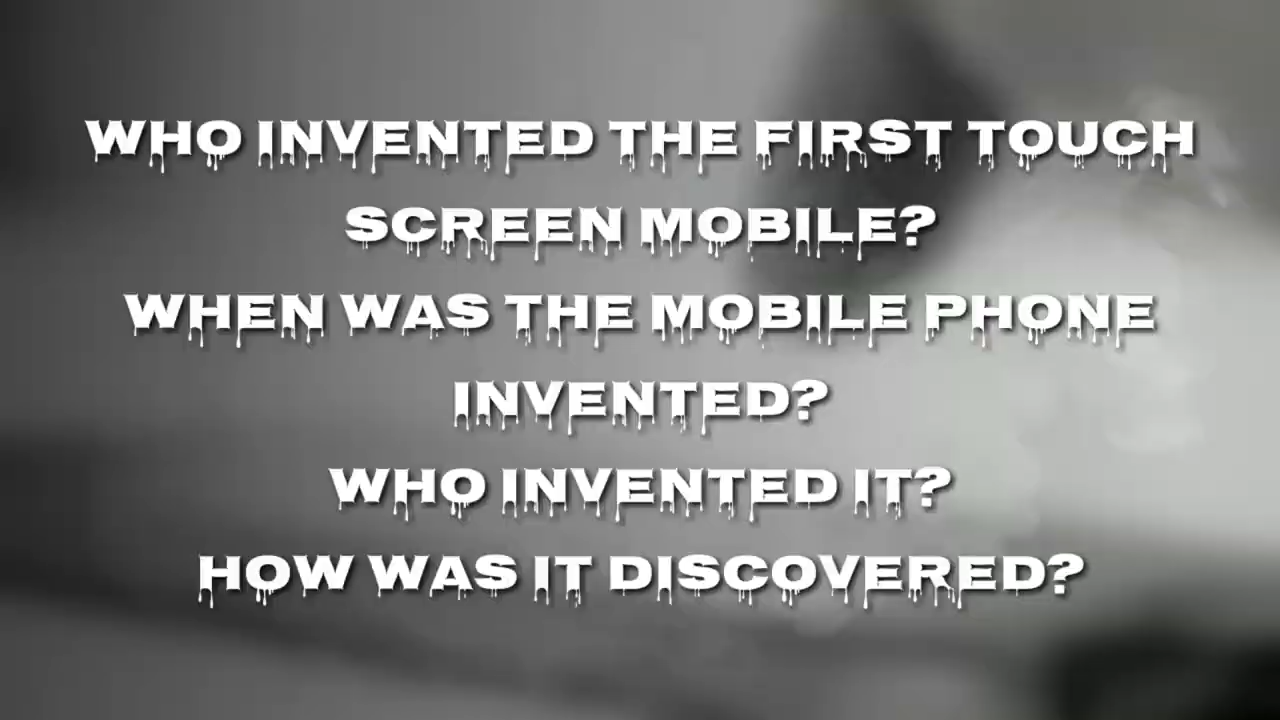 WHO INVENTED THE FIRST TOUCH
SCREEN MOBILE?
WHEN WAS THE MOBILE PHONE
INVENTED?
WHO INVENTED IT?
HOW WAS IT DISCOVERED?